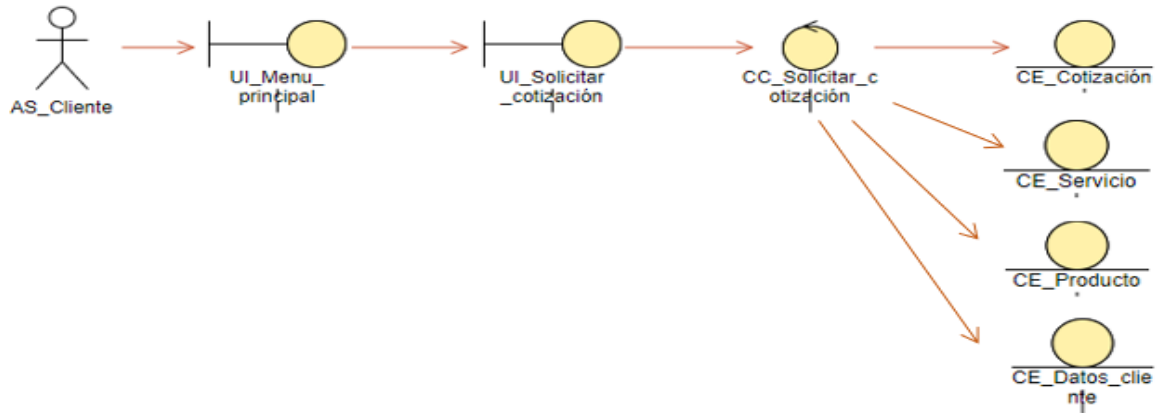 AS_Cliente
UI_Menu_
principal
UI_Solicitar
_cotización
CC_Solicitar_c
otización
CE_Cotización
CE_Servicio
CE_Producto
CE_Datos_clie
nte